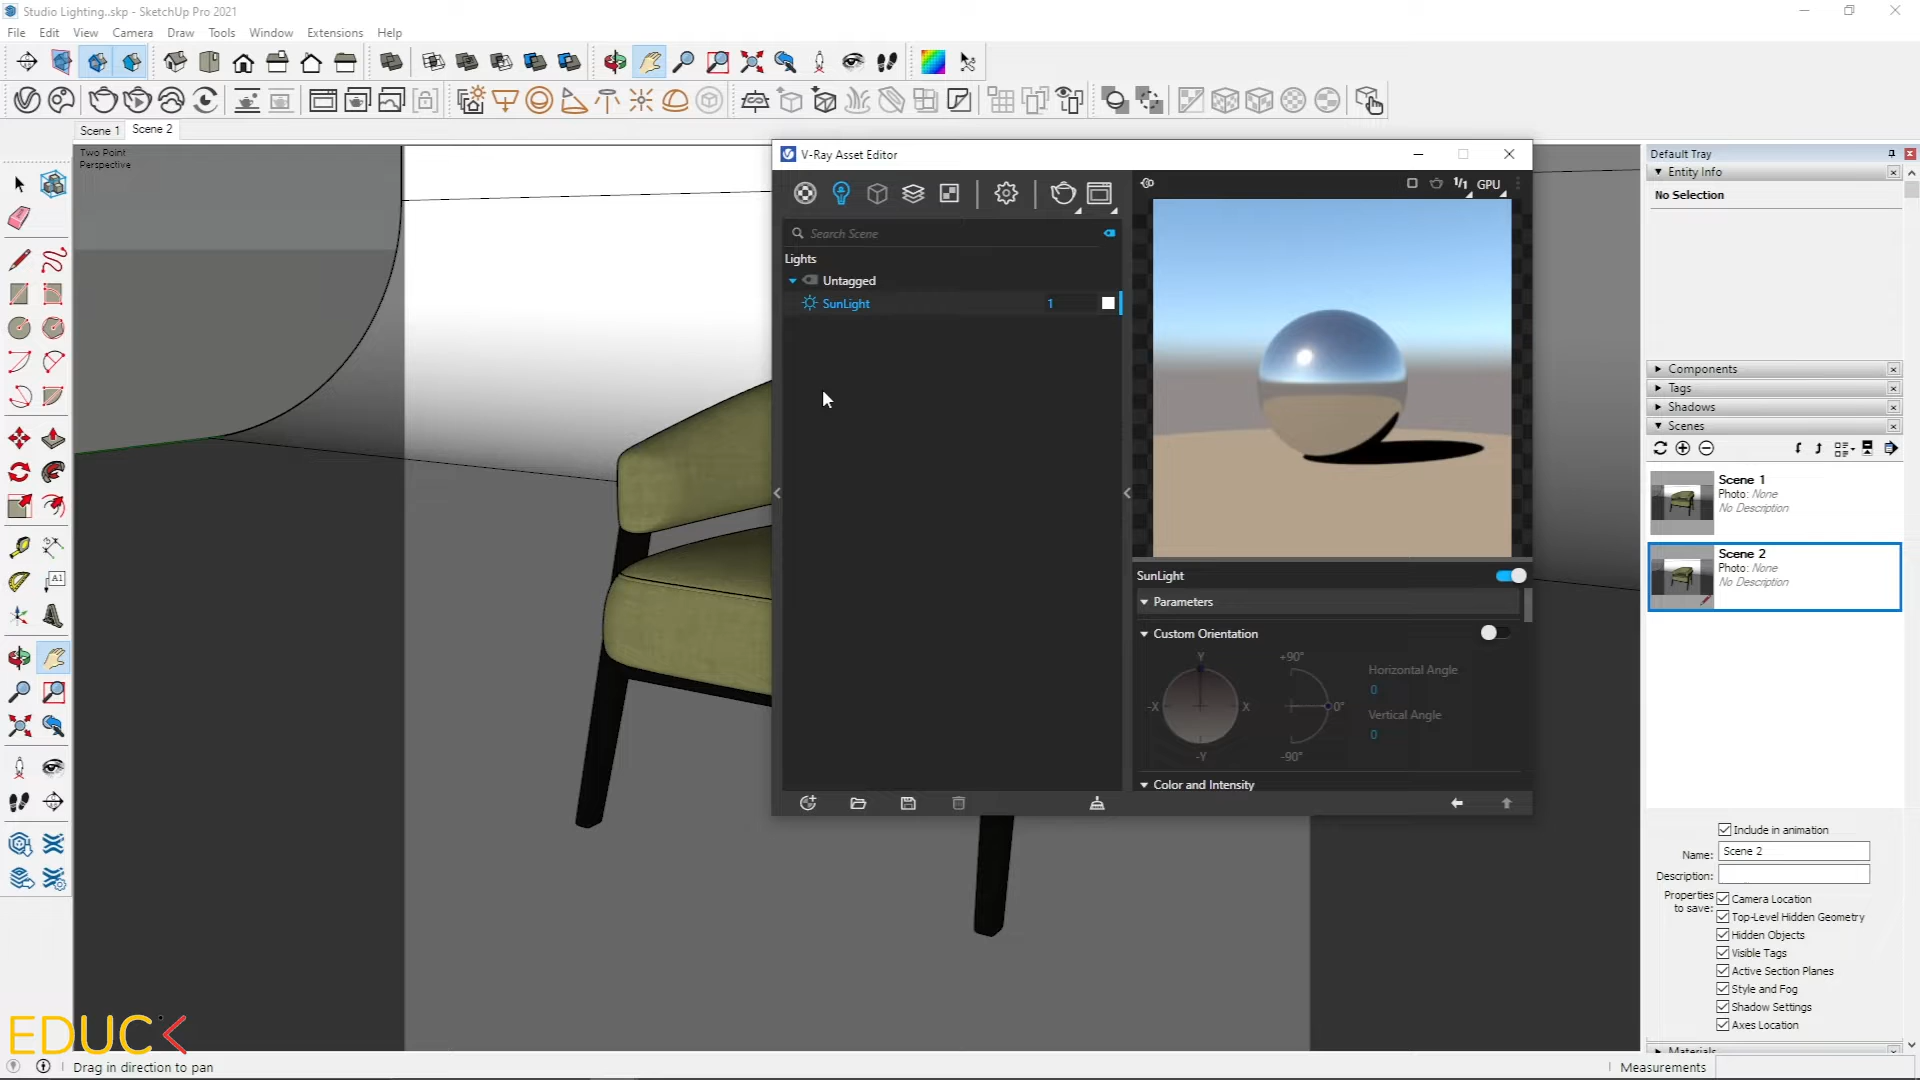 Studio Lighting..skp - SketchUp Pro 2021
File Edit View Camera Draw Tools Window Extensions Help
Scene 1 Scene 2
Two Point
Perspective
V-Ray Asset Editor
1/1 GPU
Search Scene
Lights
Untagged
SunLight 1
SunLight
Parameters
Custom Orientation
Y
-X X
-Y
+90°
0°
-90°
Horizontal Angle
0
Vertical Angle
0
Color and Intensity
Default Tray
Entity Info
No Selection
Components
Tags
Shadows
Scenes
Scene 1
Photo: None
No Description
Scene 2
Photo: None
No Description
Include in animation
Name: Scene 2
Description:
Properties
to save:
Camera Location
Top-Level Hidden Geometry
Hidden Objects
Visible Tags
Active Section Planes
Style and Fog
Shadow Settings
Axes Location
Materials
A1
EDUC
Drag in direction to pan
Measurements